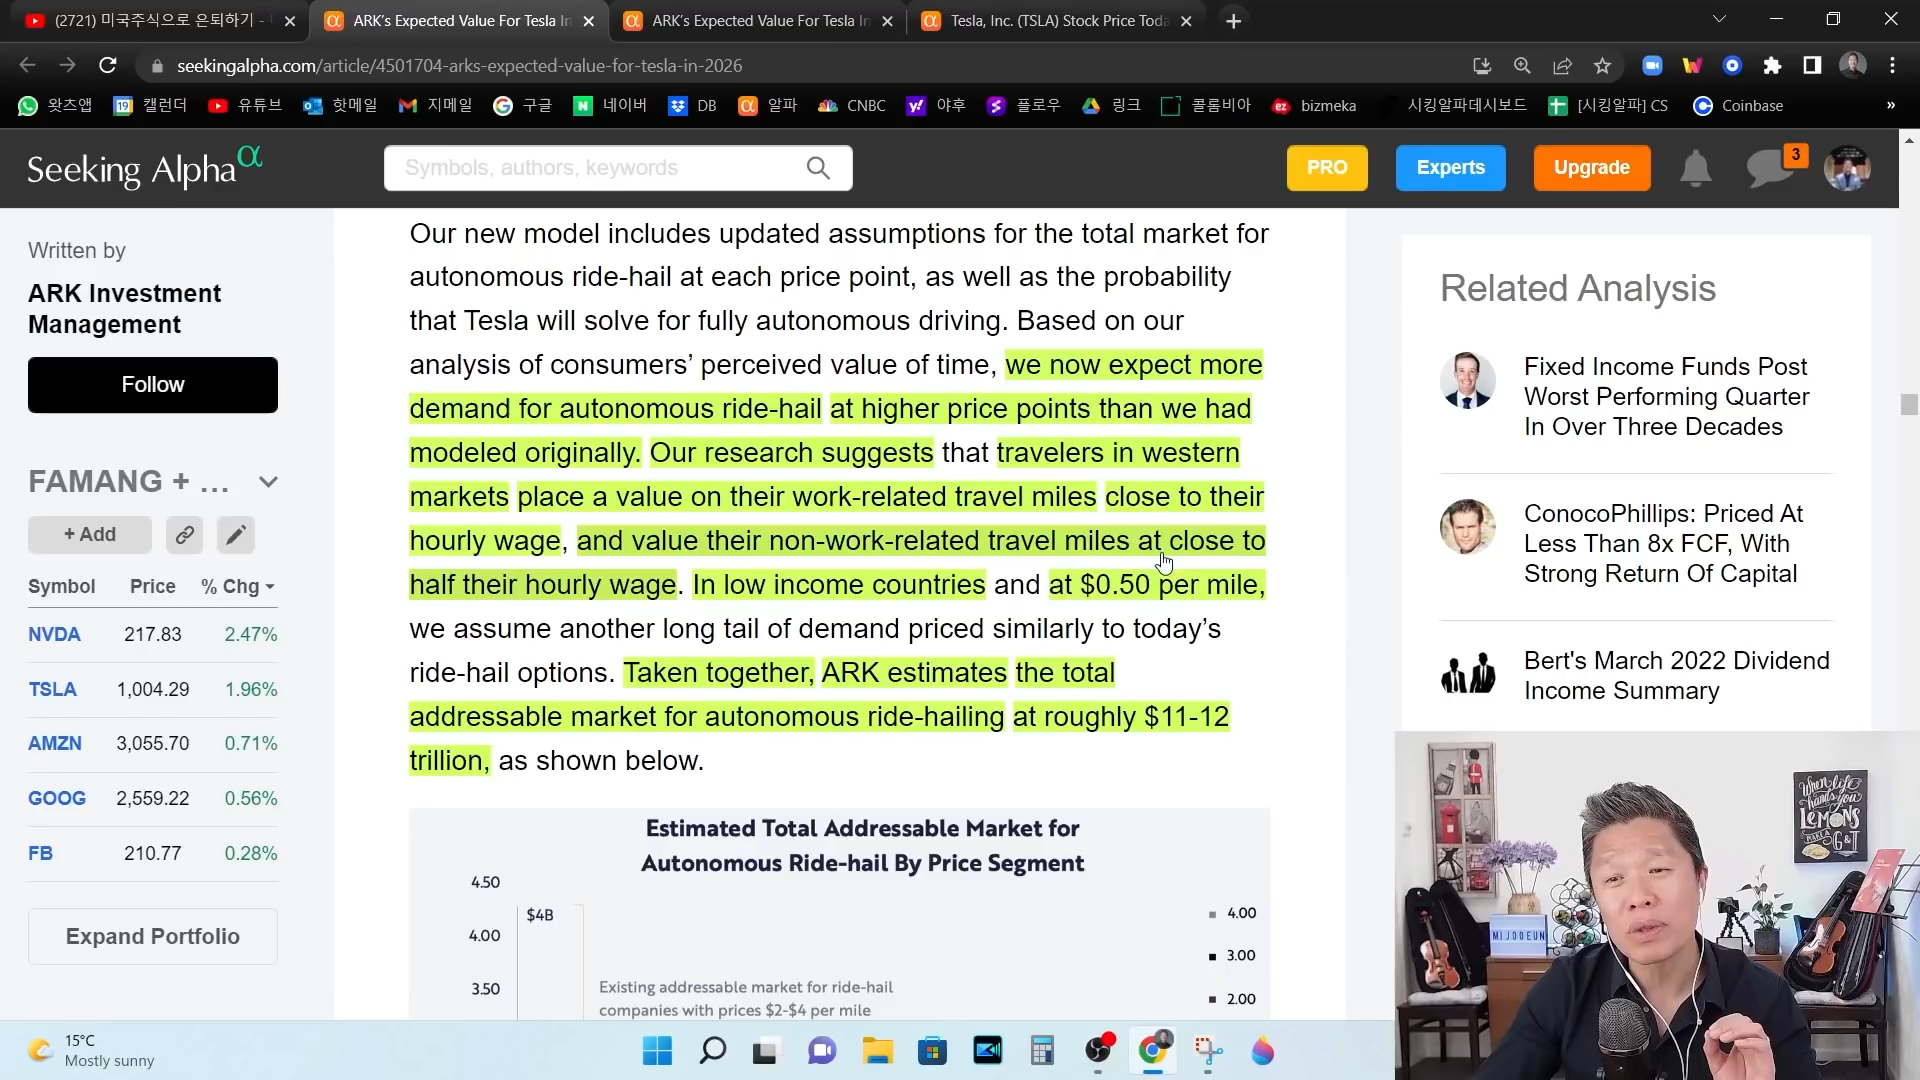 (2721) 미국주식으로 은퇴하기 -
ARK's Expected Value For Tesla In
ARK's Expected Value For Tesla In
Tesla, Inc. (TSLA) Stock Price Toda
seekingalpha.com/article/4501704-arks-expected-value-for-tesla-in-2026
왓츠앱
19 캘린더
유튜브
핫메일
지메일
구글
N 네이버
DB
α 알파
CNBC
y! 야후
플로우
링크
콜롬비아
ez bizmeka
시킹알파데시보드
[시킹알파] CS
Coinbase
»
Seeking Alpha α
Symbols, authors, keywords
PRO
Experts
Upgrade
3
Written by
ARK Investment
Management
Follow
FAMANG + ...
+ Add
Symbol Price % Chg
NVDA 217.83 2.47%
TSLA 1,004.29 1.96%
AMZN 3,055.70 0.71%
GOOG 2,559.22 0.56%
FB 210.77 0.28%
Expand Portfolio
Our new model includes updated assumptions for the total market for
autonomous ride-hail at each price point, as well as the probability
that Tesla will solve for fully autonomous driving. Based on our
analysis of consumers’ perceived value of time, we now expect more
demand for autonomous ride-hail at higher price points than we had
modeled originally. Our research suggests that travelers in western
markets place a value on their work-related travel miles close to their
hourly wage, and value their non-work-related travel miles at close to
half their hourly wage. In low income countries and at $0.50 per mile,
we assume another long tail of demand priced similarly to today’s
ride-hail options. Taken together, ARK estimates the total
addressable market for autonomous ride-hailing at roughly $11-12
trillion, as shown below.
Estimated Total Addressable Market for
Autonomous Ride-hail By Price Segment
4.50
4.00
3.50
$4B
Existing addressable market for ride-hail
companies with prices $2-$4 per mile
4.00
3.00
2.00
Related Analysis
Fixed Income Funds Post
Worst Performing Quarter
In Over Three Decades
ConocoPhillips: Priced At
Less Than 8x FCF, With
Strong Return Of Capital
Bert's March 2022 Dividend
Income Summary
When life
hands you
LEMONS
MAKE A
G&T
MIJOOEUN
15°C
Mostly sunny